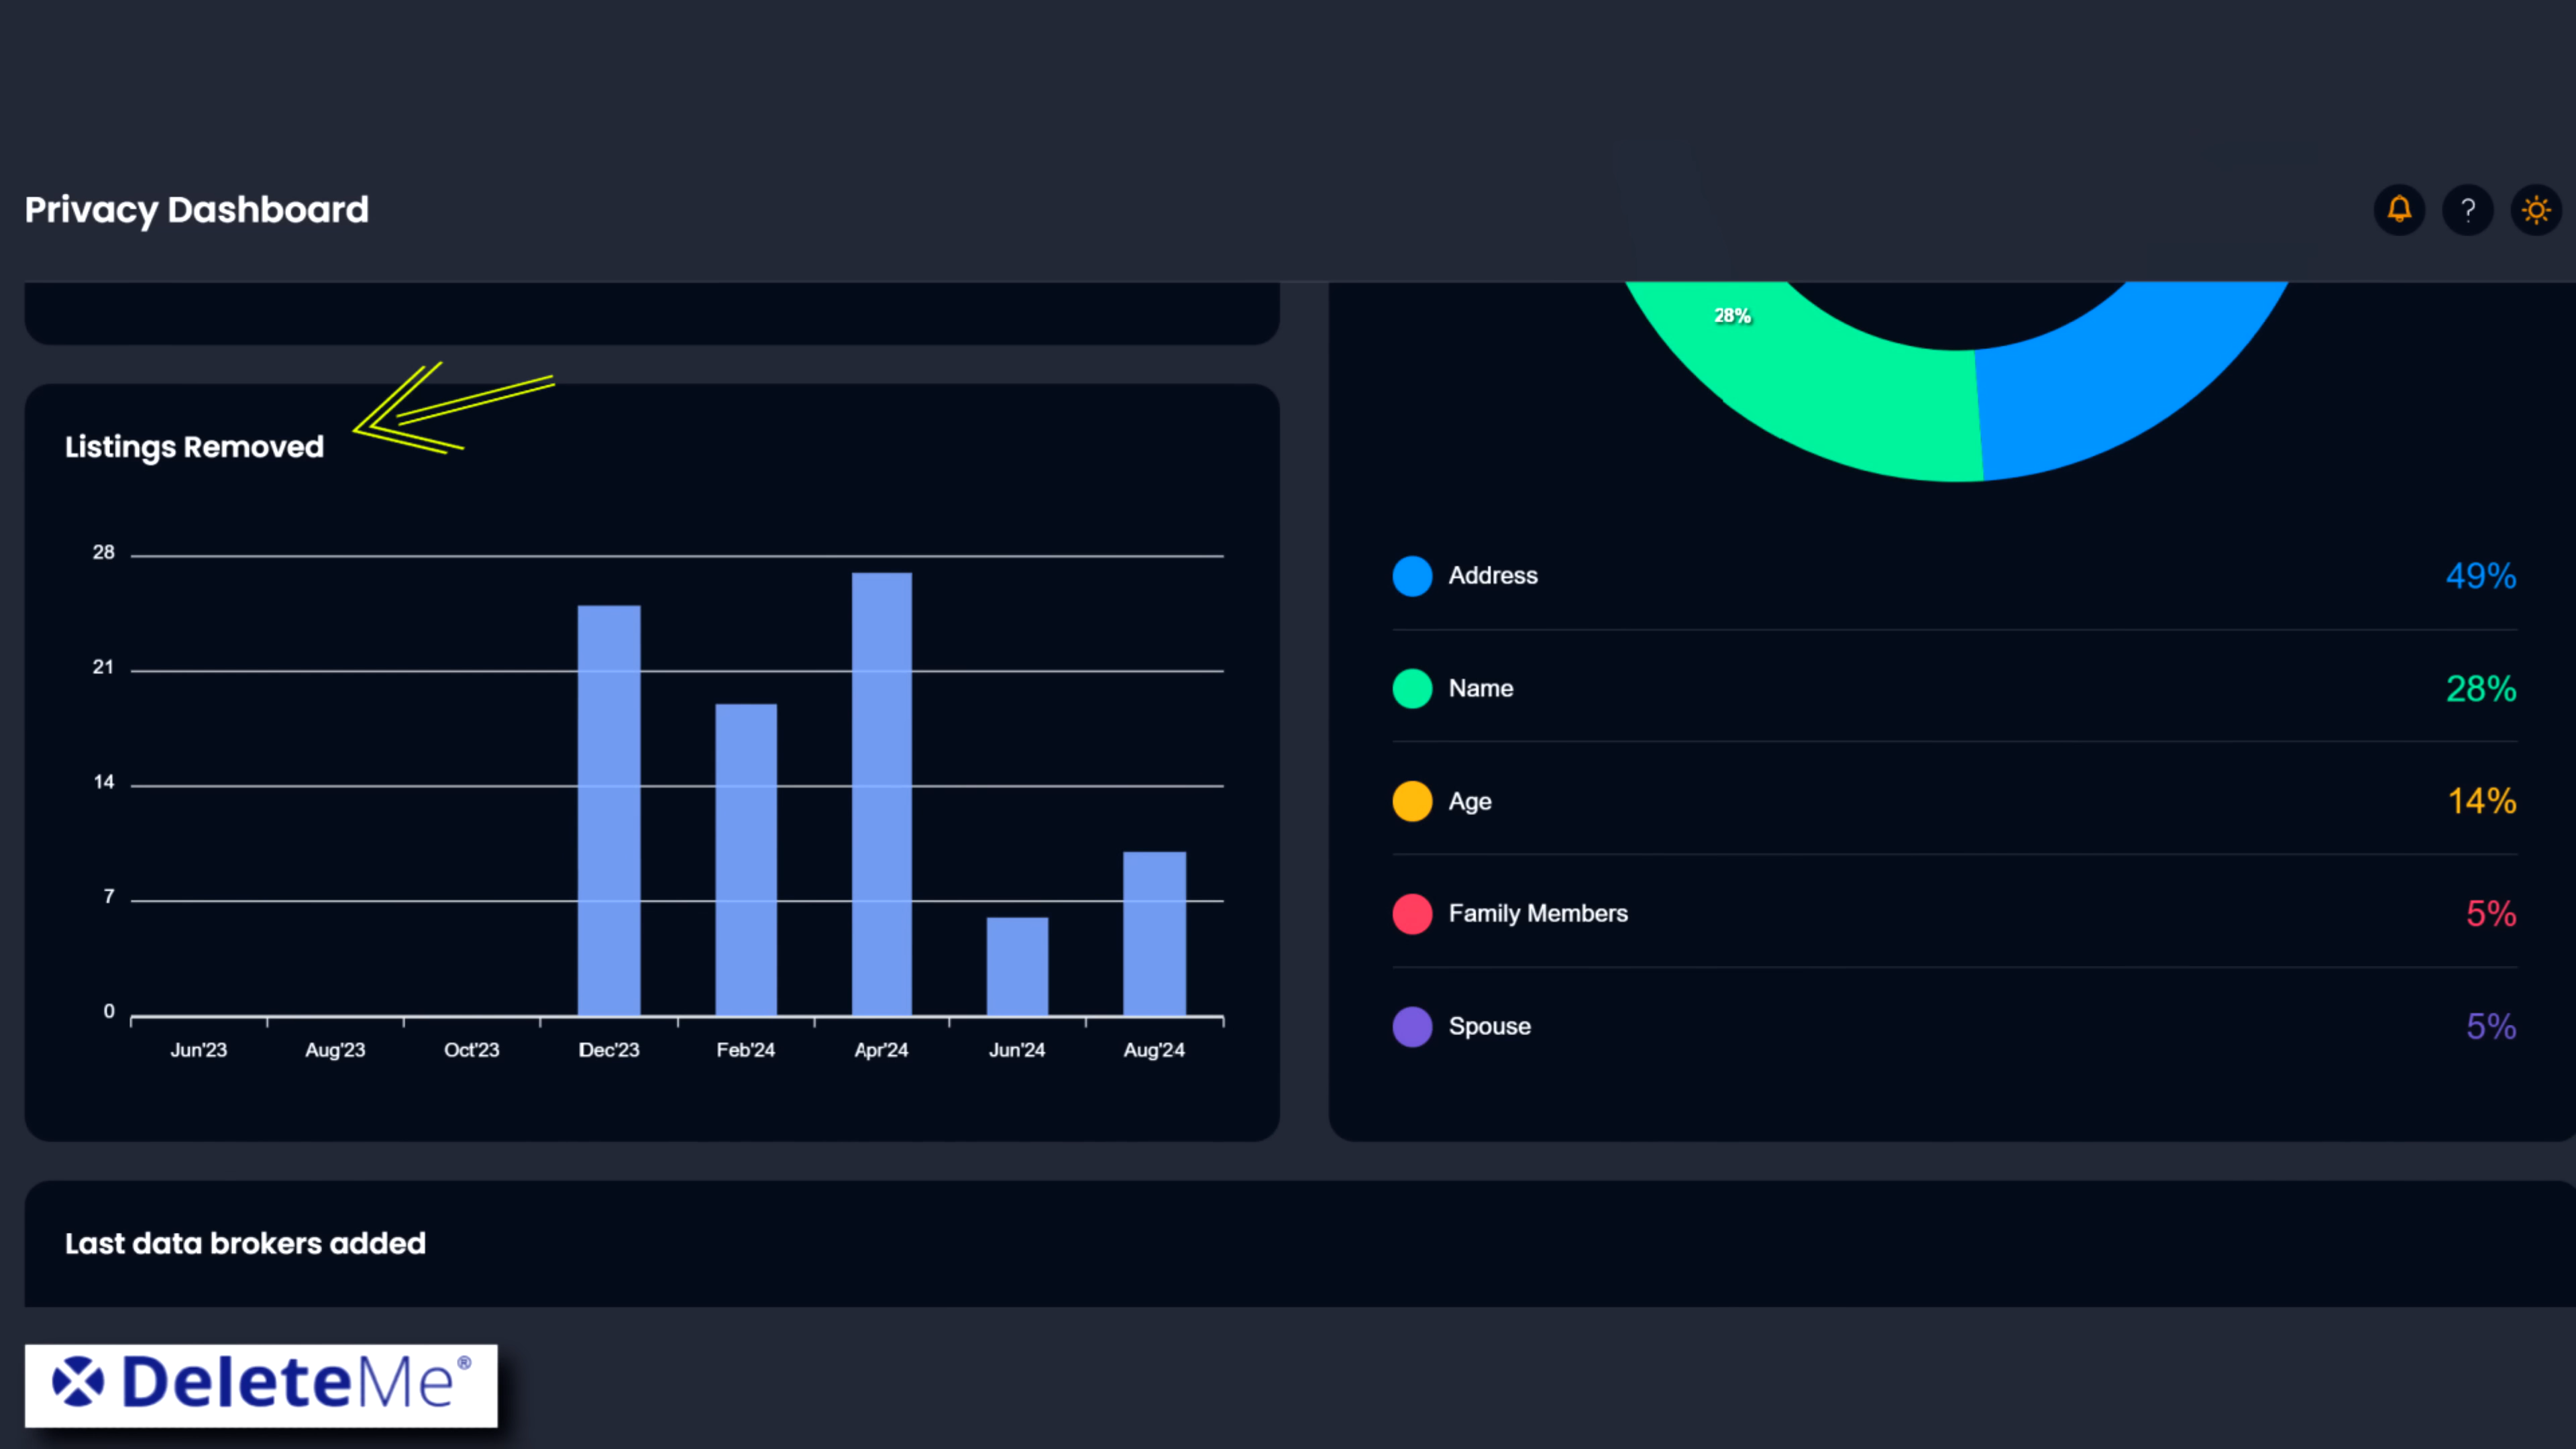 Privacy Dashboard
?
28%
Listings Removed
28
21
14
7
0
Jun'23 Aug'23 Oct'23 Dec'23 Feb'24 Apr'24 Jun'24 Aug'24
Address 49%
Name 28%
Age 14%
Family Members 5%
Spouse 5%
Last data brokers added
DeleteMe®